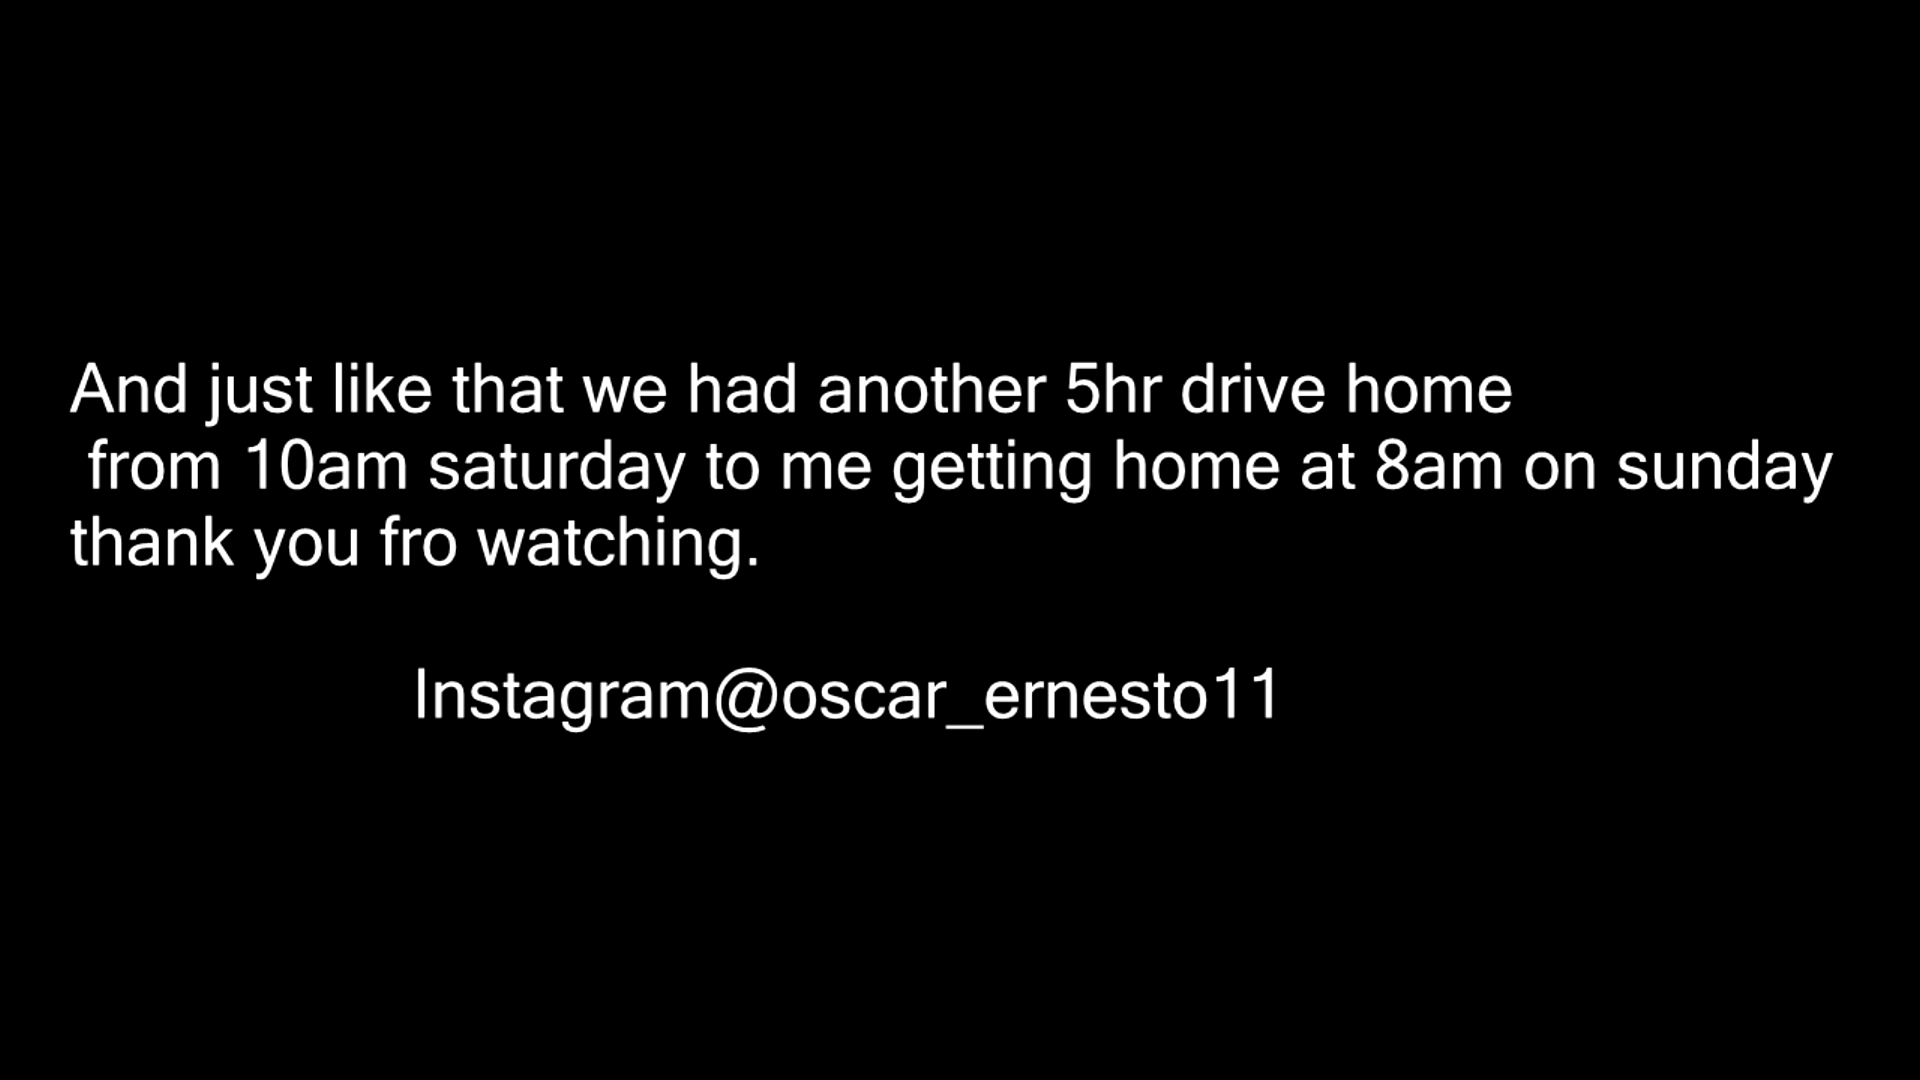 And just like that we had another 5hr drive home
from 10am saturday to me getting home at 8am on sunday
thank you fro watching.
Instagram@oscar_ernesto11